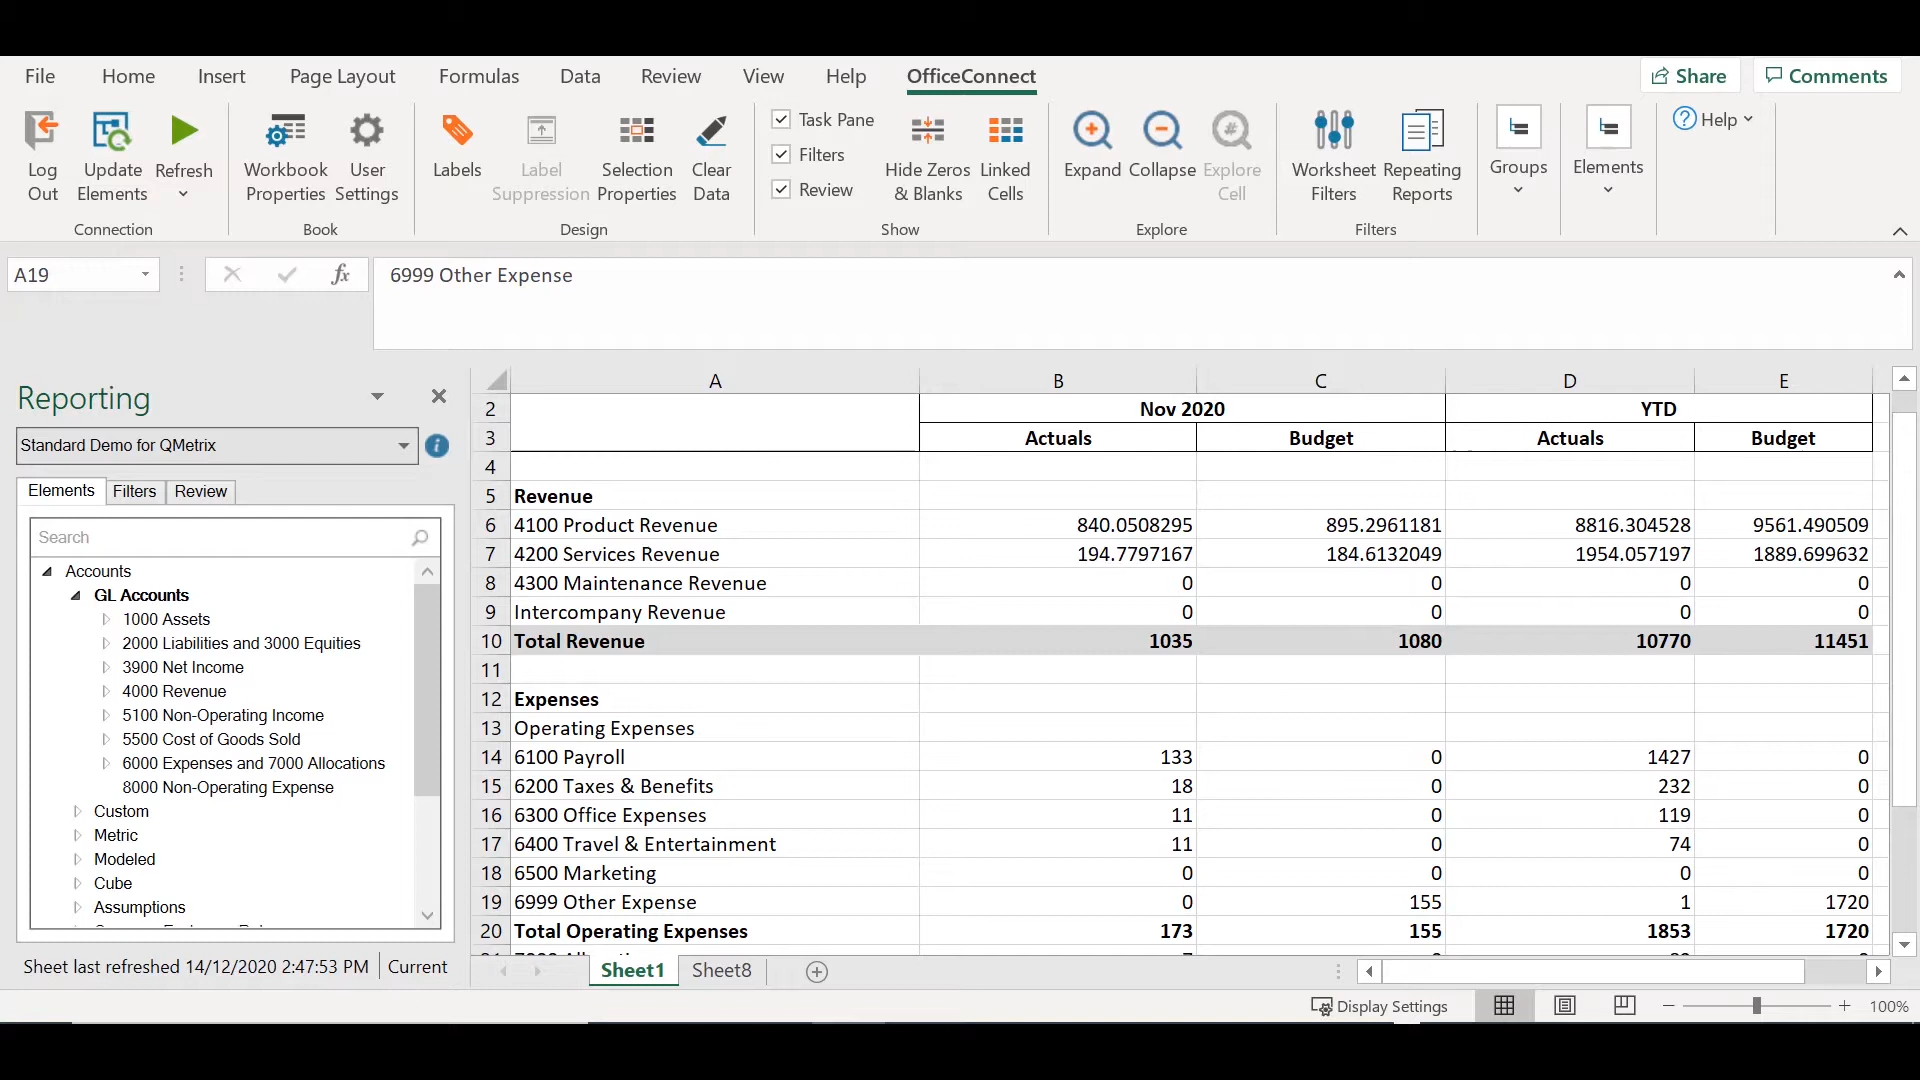 File Home Insert Page Layout Formulas Data Review View Help OfficeConnect Share Comments
Log Out Update Elements Refresh Workbook Properties User Settings Labels Label Suppression Selection Properties Clear Data Task Pane Filters Review Hide Zeros & Blanks Linked Cells Expand Collapse Explore Cell Worksheet Filters Repeating Reports Groups Elements Help
Connection Book Design Show Explore Filters
A19 fx 6999 Other Expense
Reporting
Standard Demo for QMetrix
Elements Filters Review
Search
Accounts
GL Accounts
1000 Assets
2000 Liabilities and 3000 Equities
3900 Net Income
4000 Revenue
5100 Non-Operating Income
5500 Cost of Goods Sold
6000 Expenses and 7000 Allocations
8000 Non-Operating Expense
Custom
Metric
Modeled
Cube
Assumptions
Sheet last refreshed 14/12/2020 2:47:53 PM Current
A B C D E
2 Nov 2020 YTD
3 Actuals Budget Actuals Budget
4
5 Revenue
6 4100 Product Revenue 840.0508295 895.2961181 8816.304528 9561.490509
7 4200 Services Revenue 194.7797167 184.6132049 1954.057197 1889.699632
8 4300 Maintenance Revenue 0 0 0 0
9 Intercompany Revenue 0 0 0 0
10 Total Revenue 1035 1080 10770 11451
11
12 Expenses
13 Operating Expenses
14 6100 Payroll 133 0 1427 0
15 6200 Taxes & Benefits 18 0 232 0
16 6300 Office Expenses 11 0 119 0
17 6400 Travel & Entertainment 11 0 74 0
18 6500 Marketing 0 0 0 0
19 6999 Other Expense 0 155 1 1720
20 Total Operating Expenses 173 155 1853 1720
Sheet1 Sheet8
Display Settings 100%